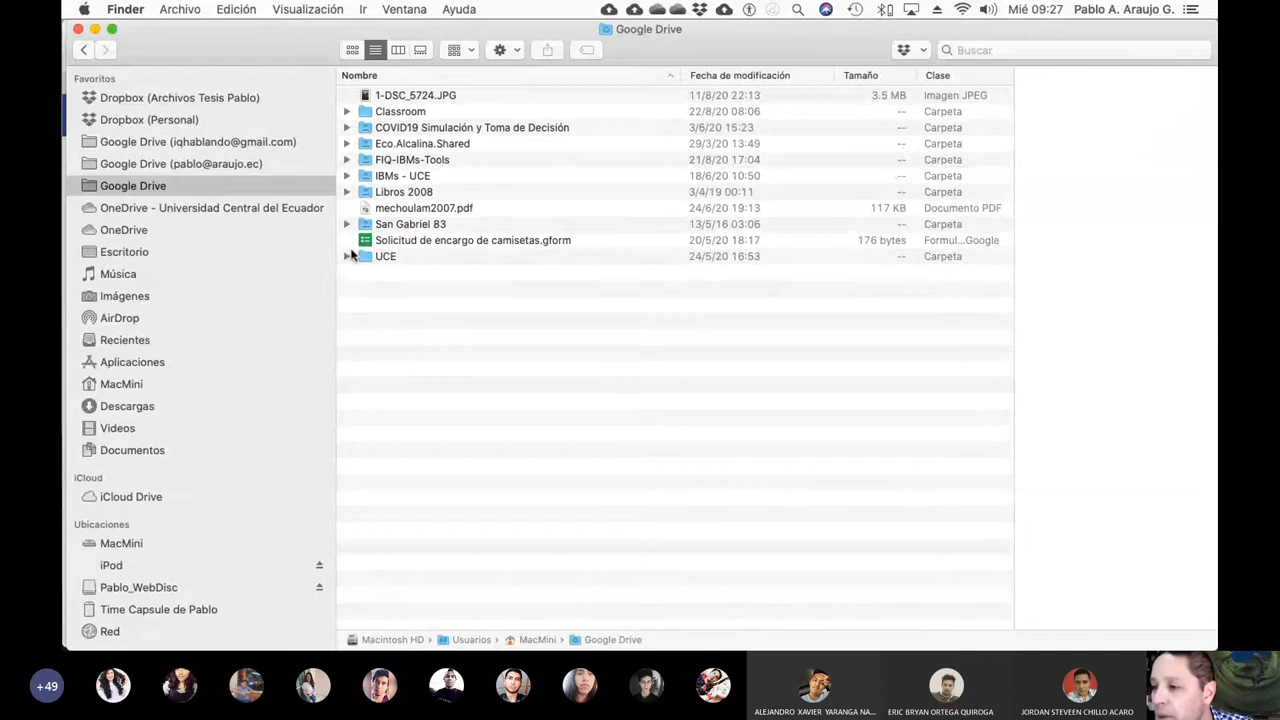 Finder Archivo Edición Visualización Ir Ventana Ayuda Mié 09:27 Pablo A. Araujo G.
Google Drive
Buscar
Favoritos
Dropbox (Archivos Tesis Pablo)
Dropbox (Personal)
Google Drive (iqhablando@gmail.com)
Google Drive (pablo@araujo.ec)
Google Drive
OneDrive - Universidad Central del Ecuador
OneDrive
Escritorio
Música
Imágenes
AirDrop
Recientes
Aplicaciones
MacMini
Descargas
Videos
Documentos
iCloud
iCloud Drive
Ubicaciones
MacMini
iPod
Pablo_WebDisc
Time Capsule de Pablo
Red
Nombre Fecha de modificación Tamaño Clase
1-DSC_5724.JPG 11/8/20 22:13 3.5 MB Imagen JPEG
Classroom 22/8/20 08:06 -- Carpeta
COVID19 Simulación y Toma de Decisión 3/6/20 15:23 -- Carpeta
Eco.Alcalina.Shared 29/3/20 13:49 -- Carpeta
FIQ-IBMs-Tools 21/8/20 17:04 -- Carpeta
IBMs - UCE 18/6/20 10:50 -- Carpeta
Libros 2008 3/4/19 00:11 -- Carpeta
mechoulam2007.pdf 24/6/20 19:13 117 KB Documento PDF
San Gabriel 83 13/5/16 03:06 -- Carpeta
Solicitud de encargo de camisetas.gform 20/5/20 18:17 176 bytes Formul...Google
UCE 24/5/20 16:53 -- Carpeta
Macintosh HD › Usuarios › MacMini › Google Drive
+49
ALEJANDRO XAVIER YARANGA NA... ERIC BRYAN ORTEGA QUIROGA JORDAN STEVEEN CHILLO ACARO